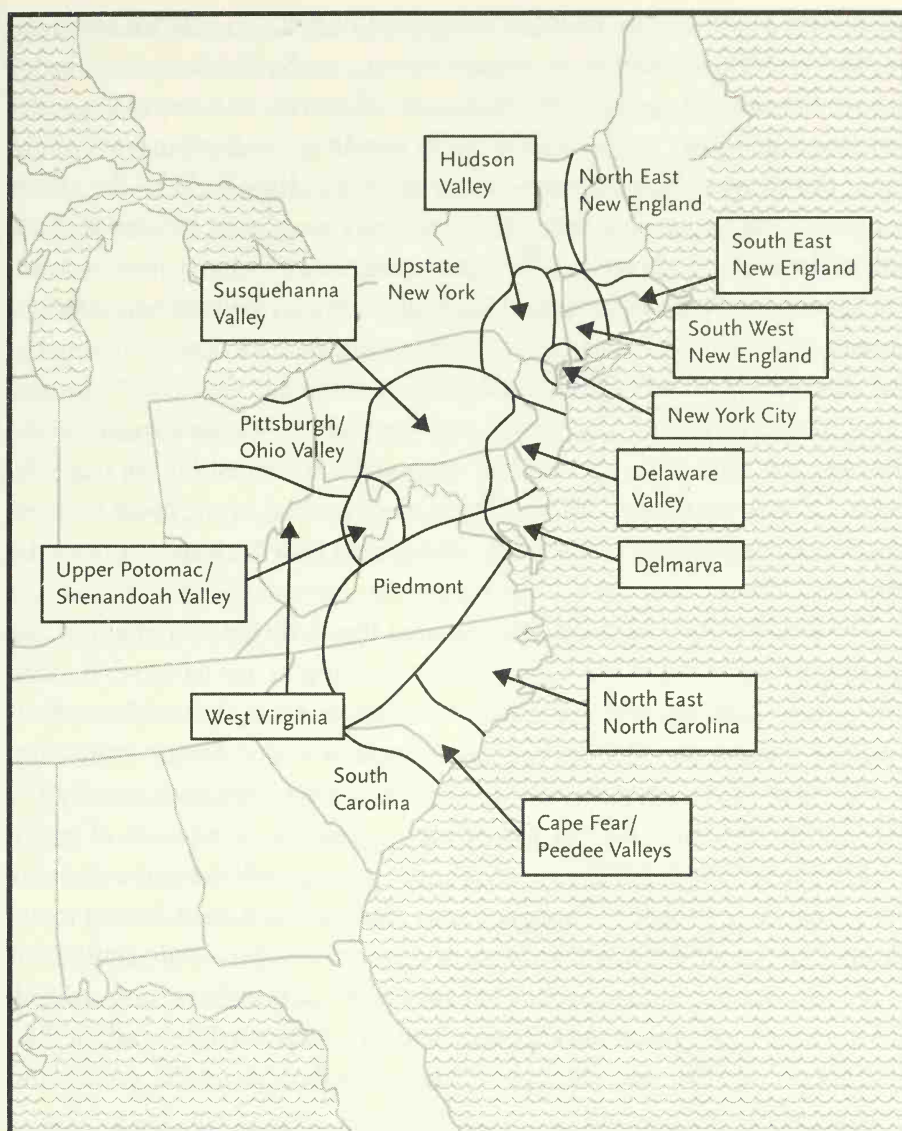 Hudson
Valley
North East
New England
South East
New England
Upstate
New York
Susquehanna
Valley
South West
New England
New York City
Pittsburgh/
Ohio Valley
Delaware
Valley
Upper Potomac/
Shenandoah Valley
Delmarva
Piedmont
West Virginia
North East
North Carolina
South
Carolina
Cape Fear/
Peedee Valleys